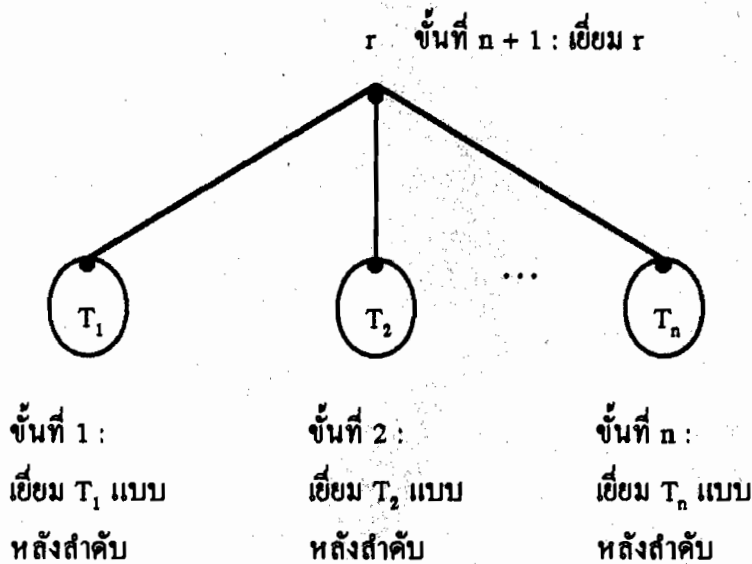 r ขั้นที่ n + 1 : เยี่ยม r
T₁ T₂ ... Tₙ
ขั้นที่ 1 : ขั้นที่ 2 : ขั้นที่ n :
เยี่ยม T₁ แบบ เยี่ยม T₂ แบบ เยี่ยม Tₙ แบบ
หลังลำดับ หลังลำดับ หลังลำดับ